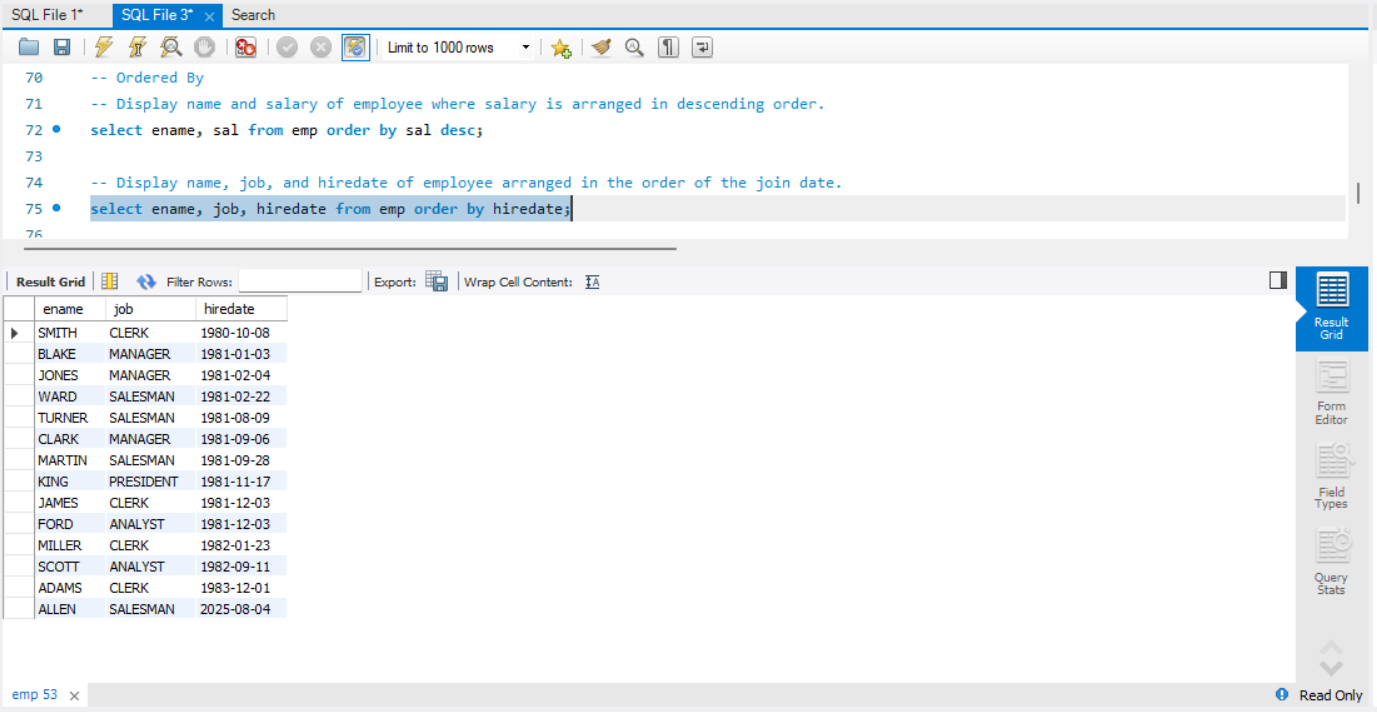 SQL File 1* SQL File 3* Search
Limit to 1000 rows
70 -- Ordered By
71 -- Display name and salary of employee where salary is arranged in descending order.
72 select ename, sal from emp order by sal desc;
73
74 -- Display name, job, and hiredate of employee arranged in the order of the join date.
75 select ename, job, hiredate from emp order by hiredate;
76
Result Grid Filter Rows: Export: Wrap Cell Content:
ename job hiredate
SMITH CLERK 1980-10-08
BLAKE MANAGER 1981-01-03
JONES MANAGER 1981-02-04
WARD SALESMAN 1981-02-22
TURNER SALESMAN 1981-08-09
CLARK MANAGER 1981-09-06
MARTIN SALESMAN 1981-09-28
KING PRESIDENT 1981-11-17
JAMES CLERK 1981-12-03
FORD ANALYST 1981-12-03
MILLER CLERK 1982-01-23
SCOTT ANALYST 1982-09-11
ADAMS CLERK 1983-12-01
ALLEN SALESMAN 2025-08-04
Result
Grid
Form
Editor
Field
Types
Query
Stats
emp 53 Read Only